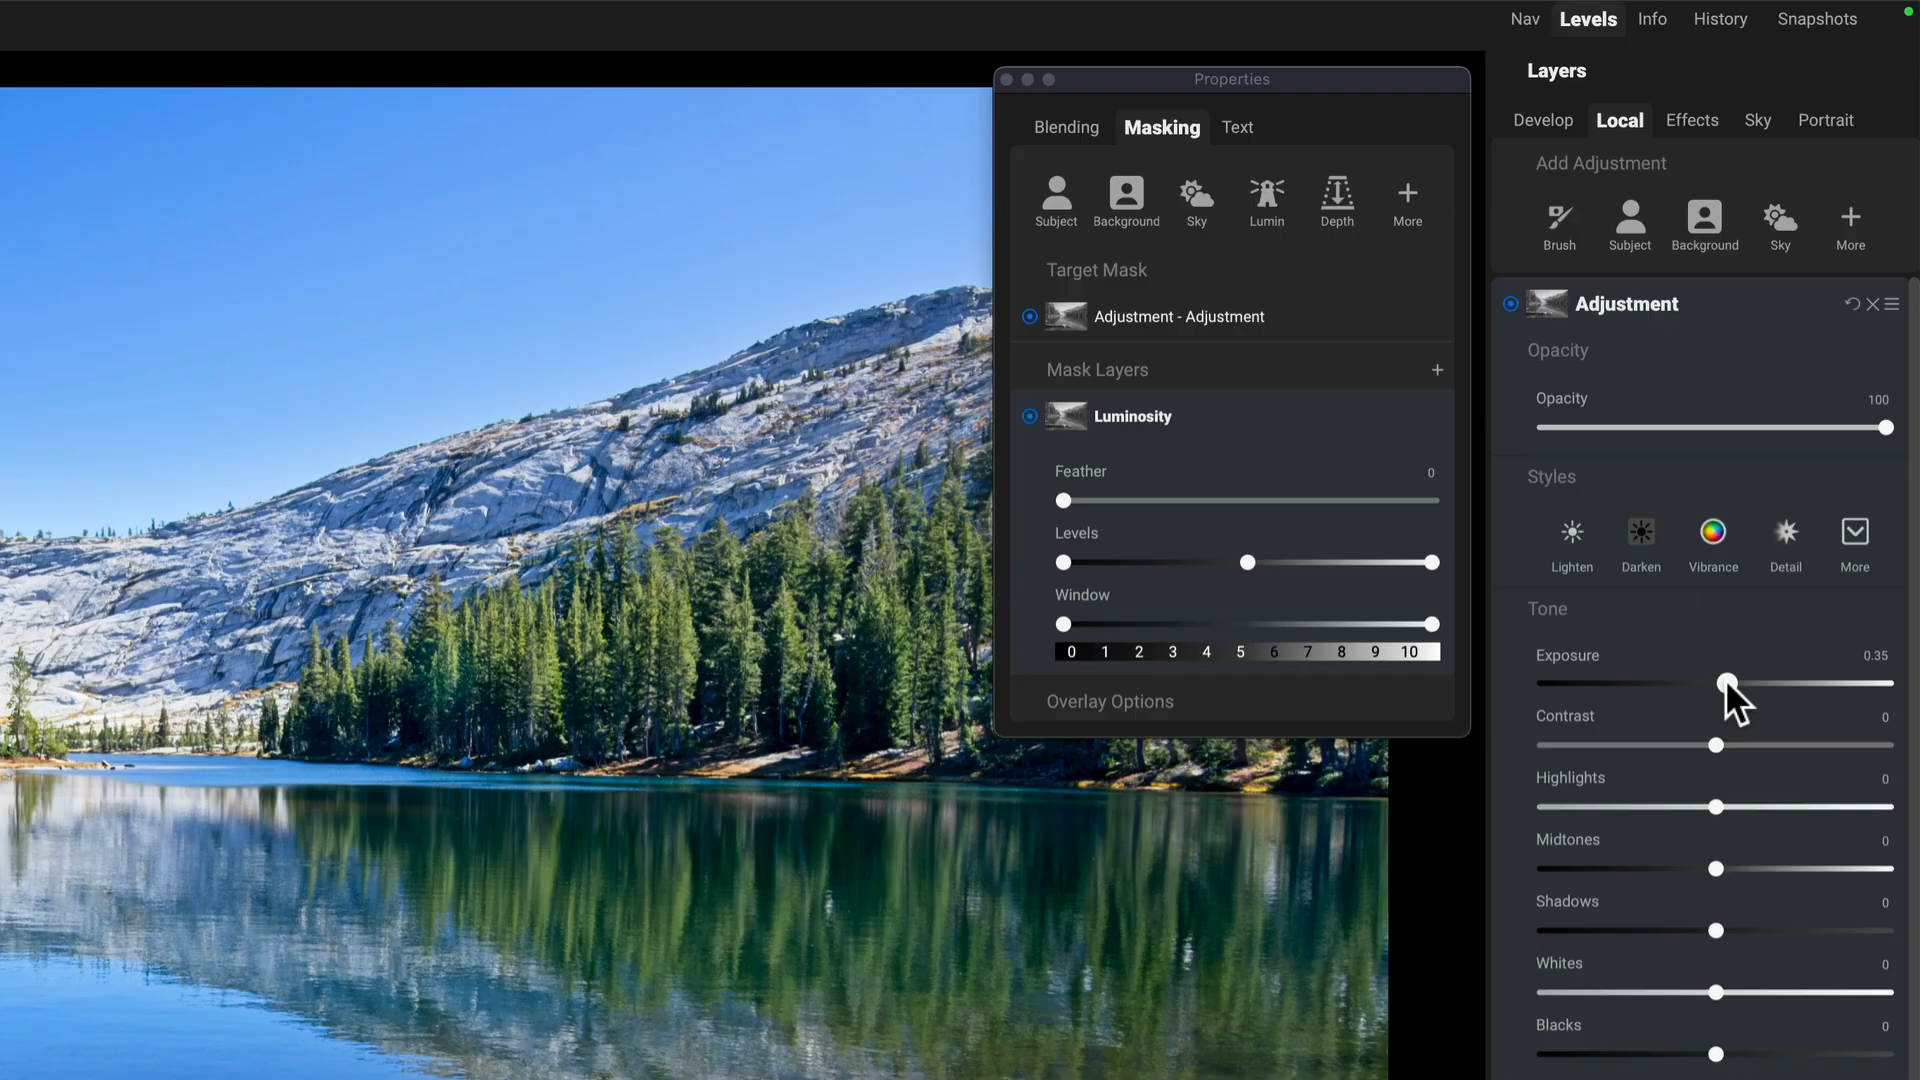 Nav Levels Info History Snapshots
Layers
Develop Local Effects Sky Portrait
Add Adjustment
Brush Subject Background Sky More
Adjustment
Opacity
Opacity 100
Styles
Lighten Darken Vibrance Detail More
Tone
Exposure 0.35
Contrast 0
Highlights 0
Midtones 0
Shadows 0
Whites 0
Blacks 0
Properties
Blending Masking Text
Subject Background Sky Lumin Depth More
Target Mask
Adjustment - Adjustment
Mask Layers
Luminosity
Feather 0
Levels
Window
0 1 2 3 4 5 6 7 8 9 10
Overlay Options